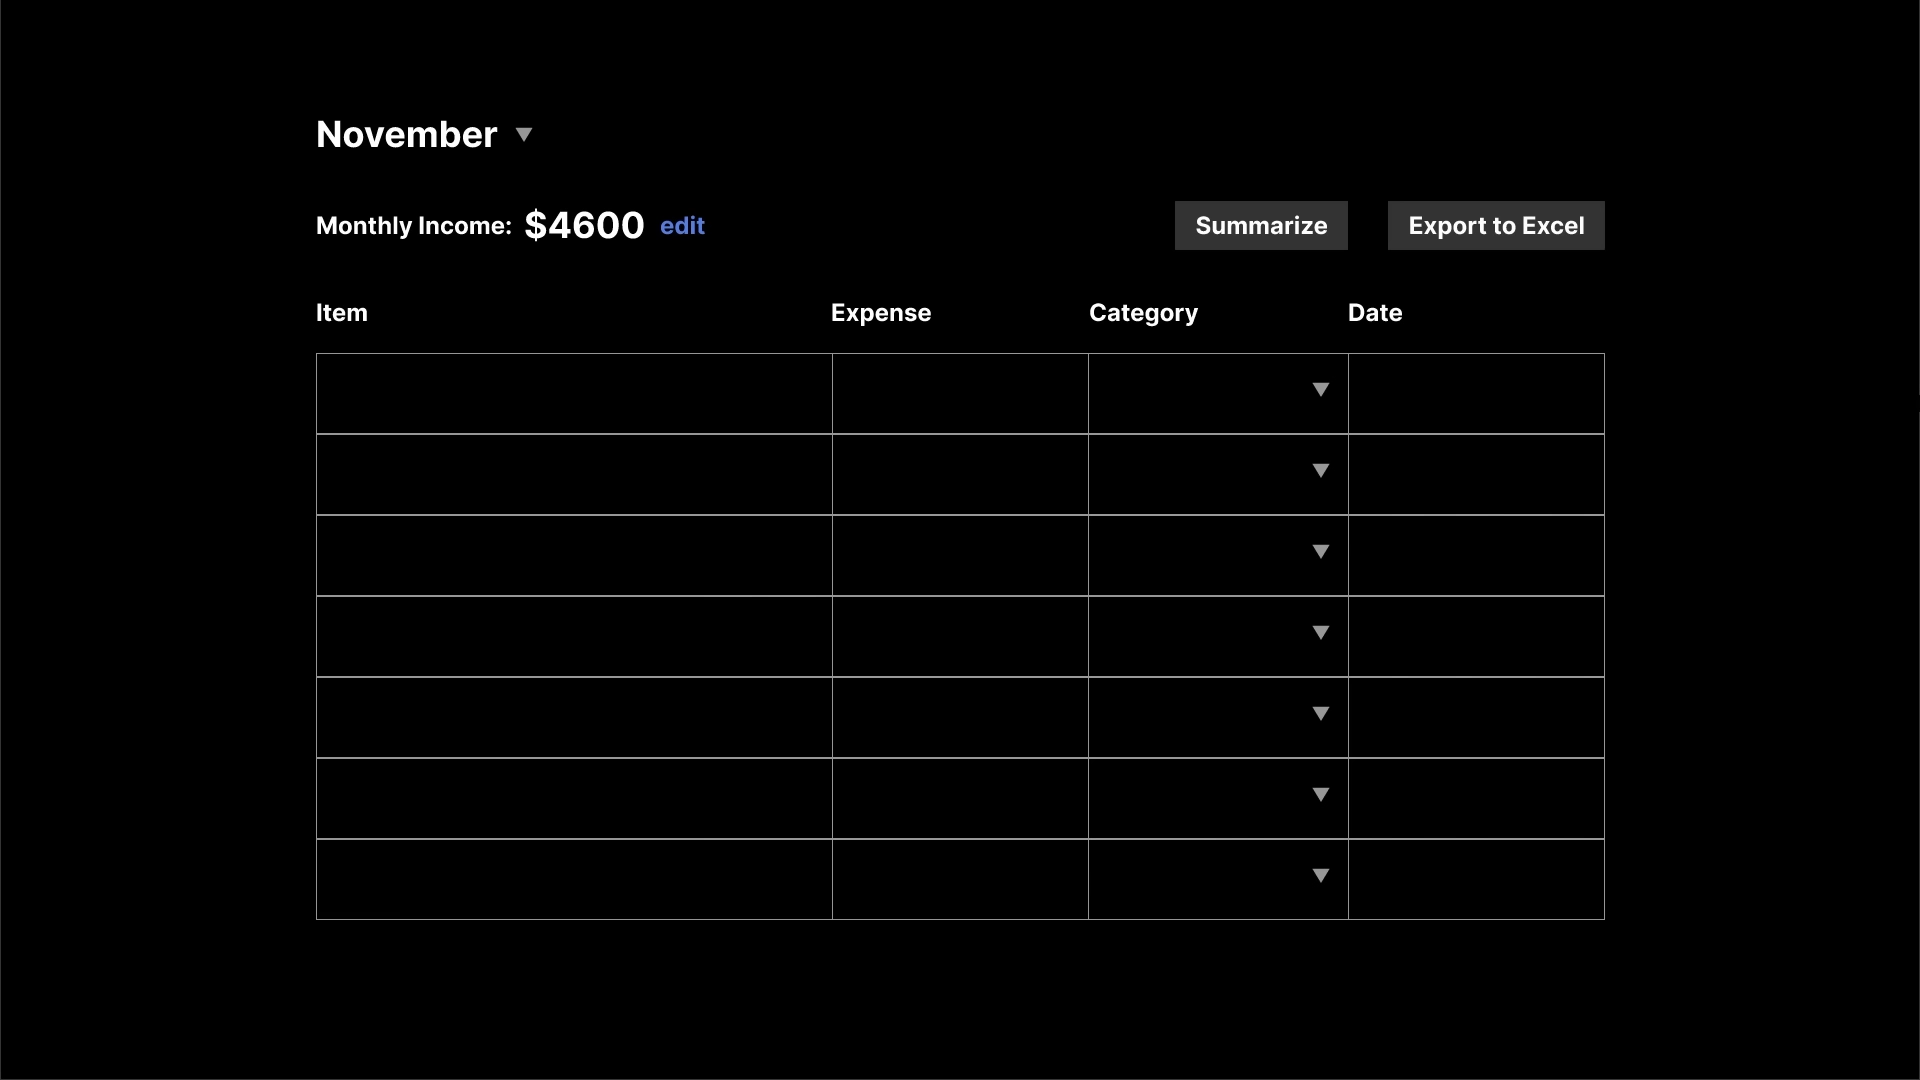 November
Monthly Income: $4600 edit
Summarize
Export to Excel
Item Expense Category Date